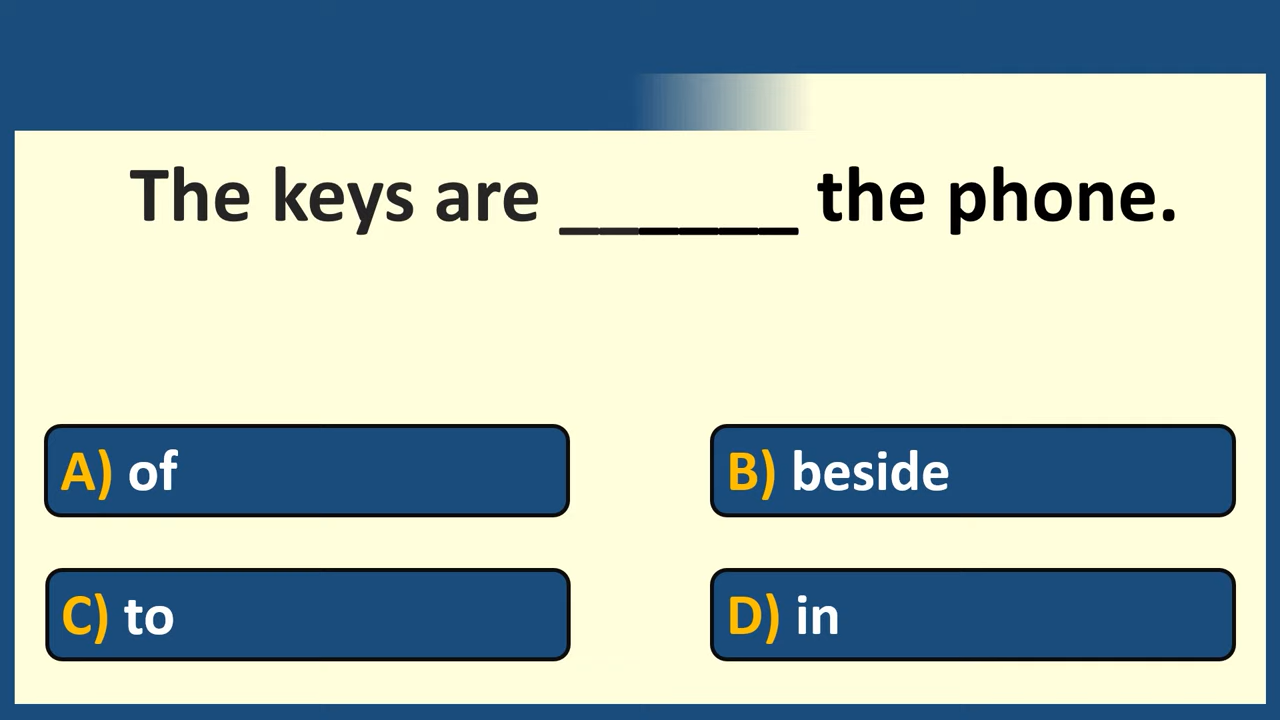 The keys are ______ the phone.
A) of
B) beside
C) to
D) in